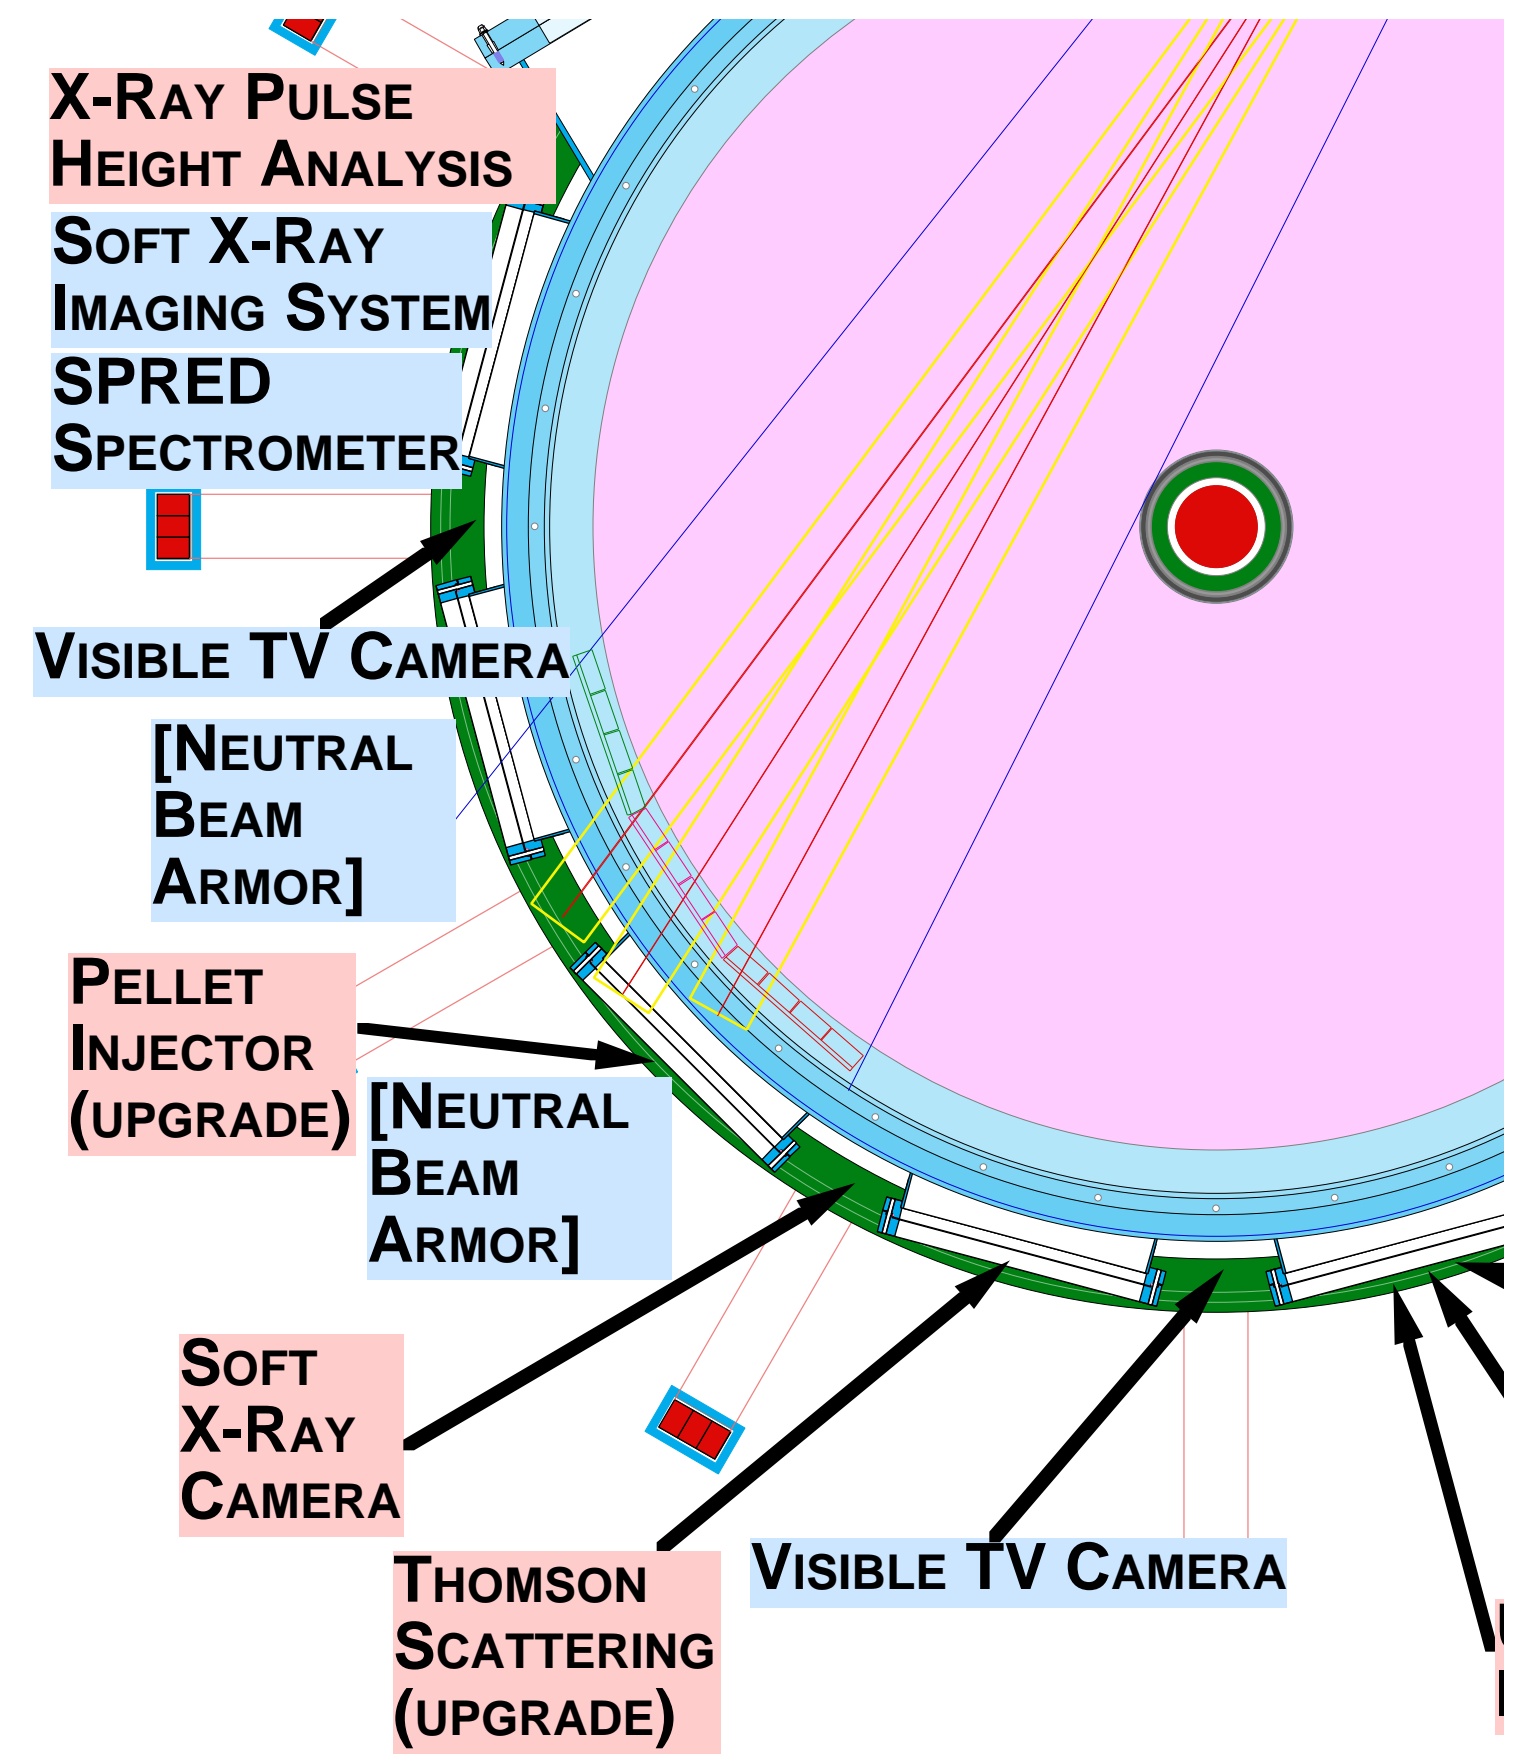 X-RAY PULSE
HEIGHT ANALYSIS
SOFT X-RAY
IMAGING SYSTEM
SPRED
SPECTROMETER
VISIBLE TV CAMERA
[NEUTRAL
BEAM
ARMOR]
PELLET
INJECTOR
(UPGRADE)
[NEUTRAL
BEAM
ARMOR]
SOFT
X-RAY
CAMERA
THOMSON
SCATTERING
(UPGRADE)
VISIBLE TV CAMERA